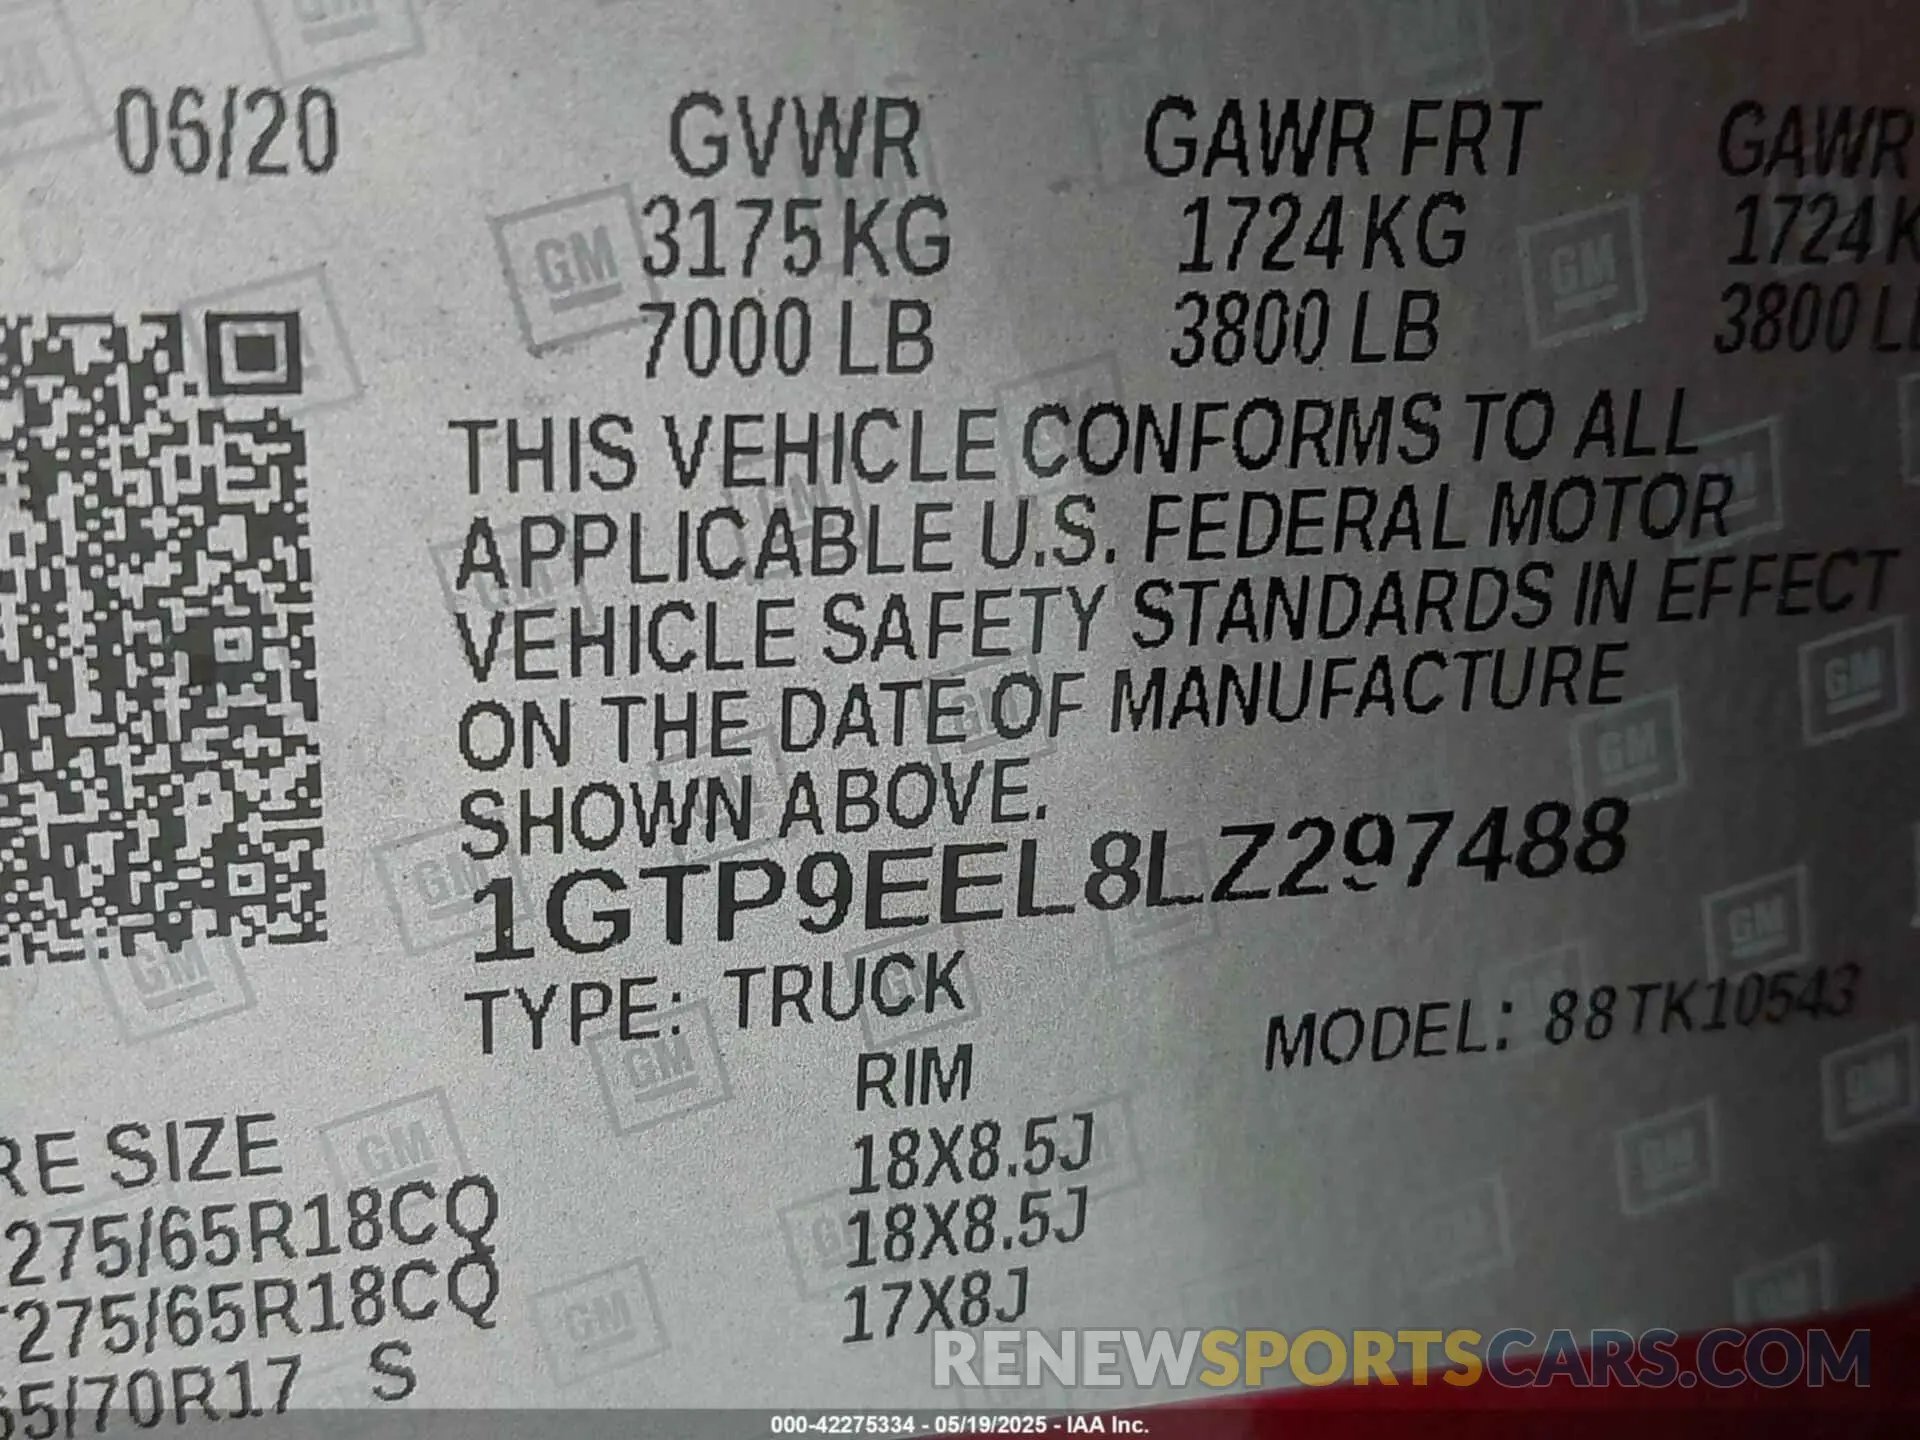 06/20 GVWR GAWR FRT GAWR
3175 KG 1724 KG 1724 K
7000 LB 3800 LB 3800 LB
THIS VEHICLE CONFORMS TO ALL
APPLICABLE U.S. FEDERAL MOTOR
VEHICLE SAFETY STANDARDS IN EFFECT
ON THE DATE OF MANUFACTURE
SHOWN ABOVE.
1GTP9EEL8LZ297488
TYPE: TRUCK MODEL: 88TK10543
RE SIZE RIM
275/65R18CQ 18X8.5J
275/65R18CQ 18X8.5J
65/70R17 S 17X8J
RENEWSPORTSCARS.COM
000-42275334 - 05/19/2025 - IAA Inc.